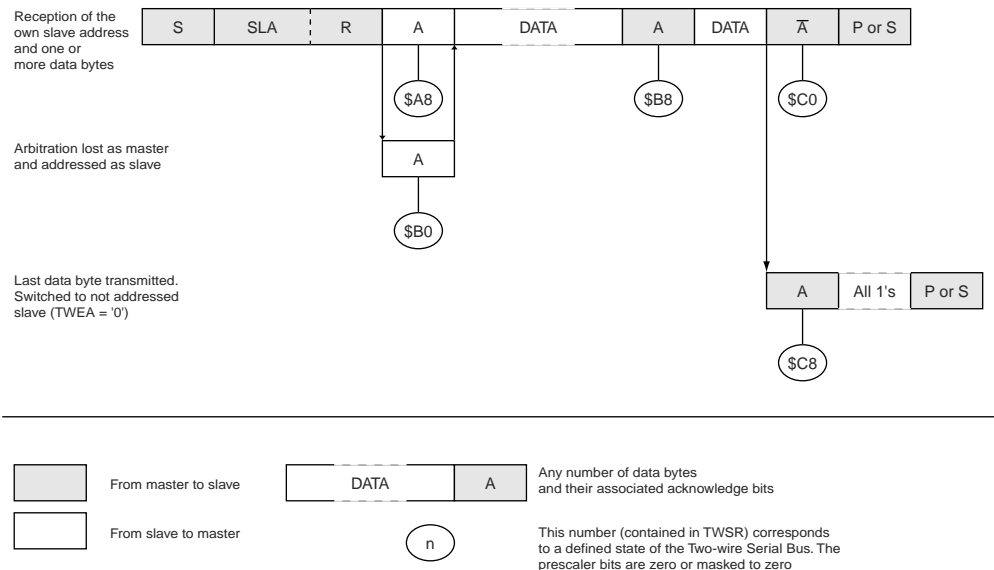 Reception of the
own slave address
and one or
more data bytes
S SLA R A DATA A DATA A̅ P or S
$A8 $B8 $C0
Arbitration lost as master
and addressed as slave
A
$B0
Last data byte transmitted.
Switched to not addressed
slave (TWEA = '0')
A All 1's P or S
$C8
From master to slave
DATA A
Any number of data bytes
and their associated acknowledge bits
From slave to master
n
This number (contained in TWSR) corresponds
to a defined state of the Two-wire Serial Bus. The
prescaler bits are zero or masked to zero